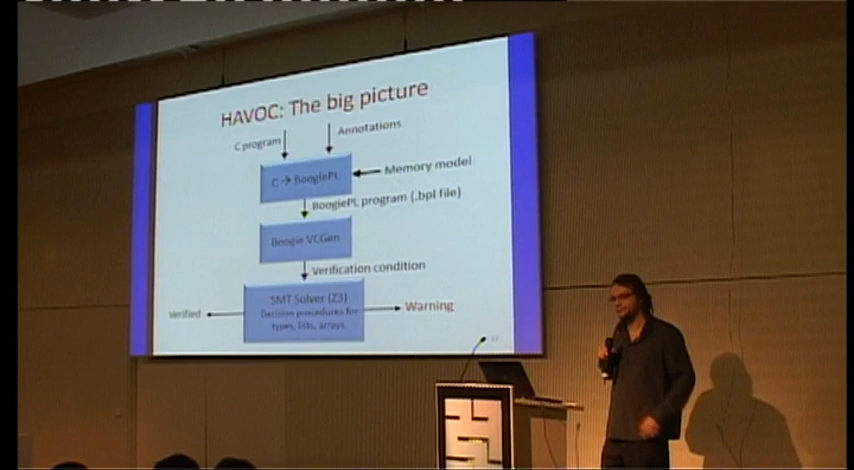 HAVOC: The big picture
C program
Annotations
C → BoogiePL
Memory model
BoogiePL program (.bpl file)
Boogie VCGen
Verification condition
SMT Solver (Z3)
Decision procedures for
types, lists, arrays
Verified
Warning
37